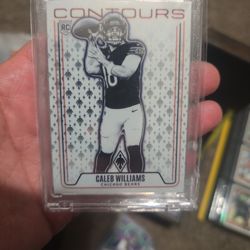 CONTOURS
RC
CALEB WILLIAMS
CHICAGO BEARS